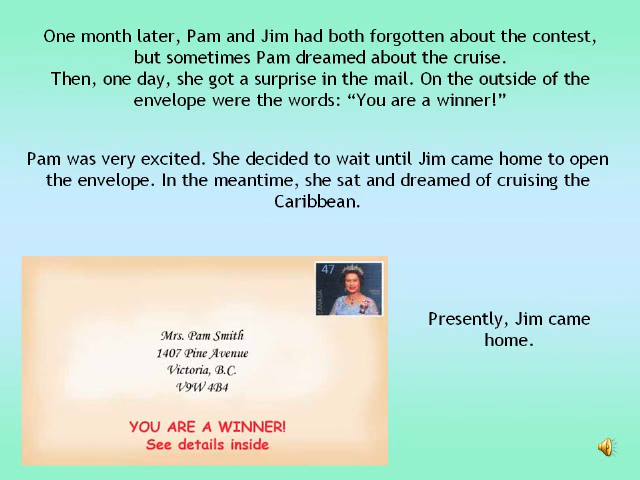 One month later, Pam and Jim had both forgotten about the contest,
but sometimes Pam dreamed about the cruise.
Then, one day, she got a surprise in the mail. On the outside of the
envelope were the words: “You are a winner!”
Pam was very excited. She decided to wait until Jim came home to open
the envelope. In the meantime, she sat and dreamed of cruising the
Caribbean.
47
CANADA
Mrs. Pam Smith
1407 Pine Avenue
Victoria, B.C.
V9W 4B4
YOU ARE A WINNER!
See details inside
Presently, Jim came
home.